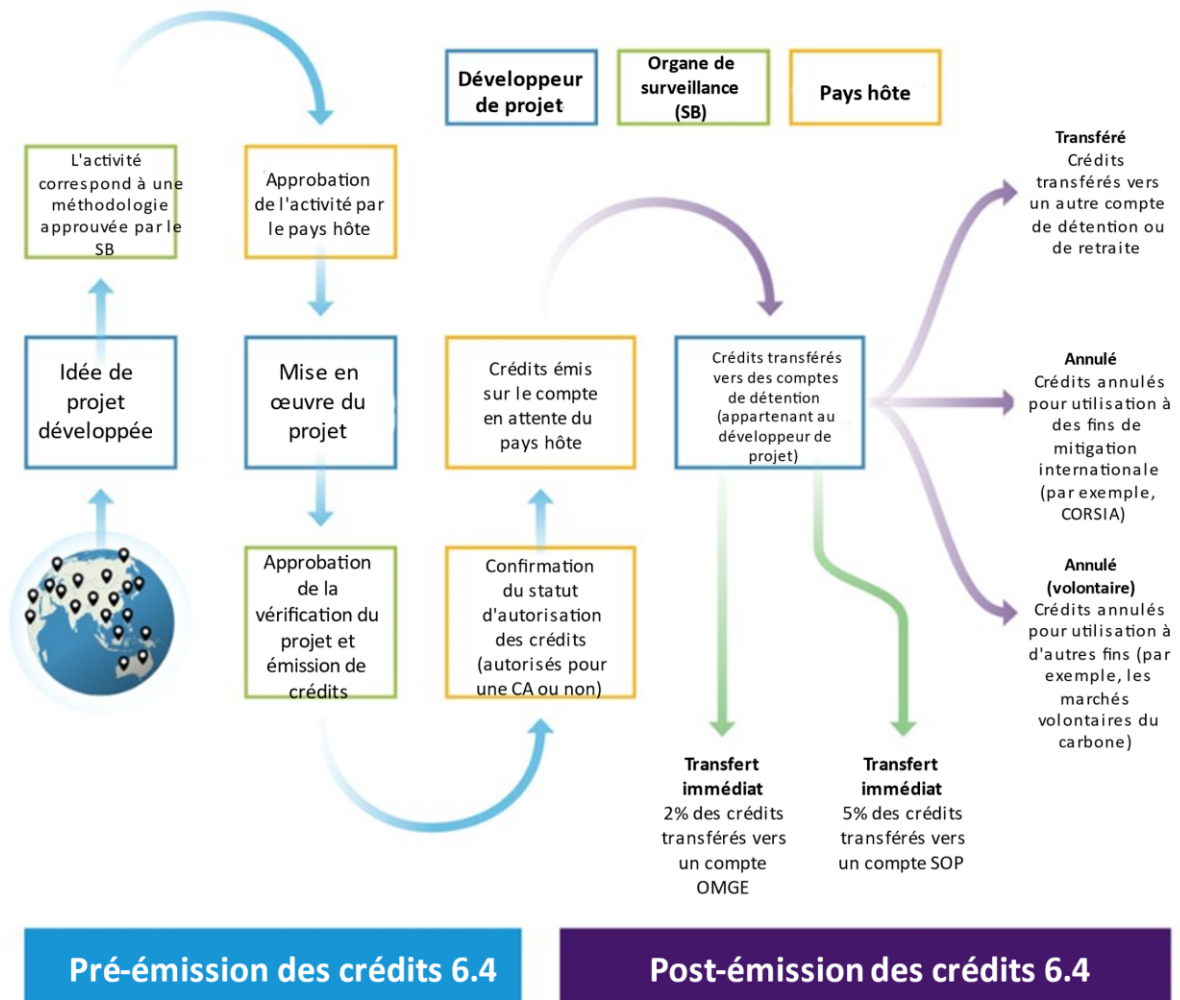 Développeur
de projet
Organe de
surveillance
(SB)
Pays hôte
L'activité
correspond à une
méthodologie
approuvée par le
SB
Approbation
de l'activité par
le pays hôte
Idée de
projet
développée
Mise en
œuvre du
projet
Approbation
de la
vérification du
projet et
émission de
crédits
Confirmation
du statut
d'autorisation
des crédits
(autorisés pour
une CA ou non)
Crédits émis
sur le compte
en attente du
pays hôte
Crédits transférés
vers des comptes
de détention
(appartenant au
développeur de
projet)
Transféré
Crédits
transférés vers
un autre compte
de détention ou
de retraite
Annulé
Crédits annulés
pour utilisation à
des fins de
mitigation
internationale
(par exemple,
CORSIA)
Annulé
(volontaire)
Crédits annulés
pour utilisation à
d'autres fins (par
exemple, les
marchés
volontaires du
carbone)
Transfert
immédiat
2% des crédits
transférés vers
un compte
OMGE
Transfert
immédiat
5% des crédits
transférés vers
un compte SOP
Pré-émission des crédits 6.4
Post-émission des crédits 6.4